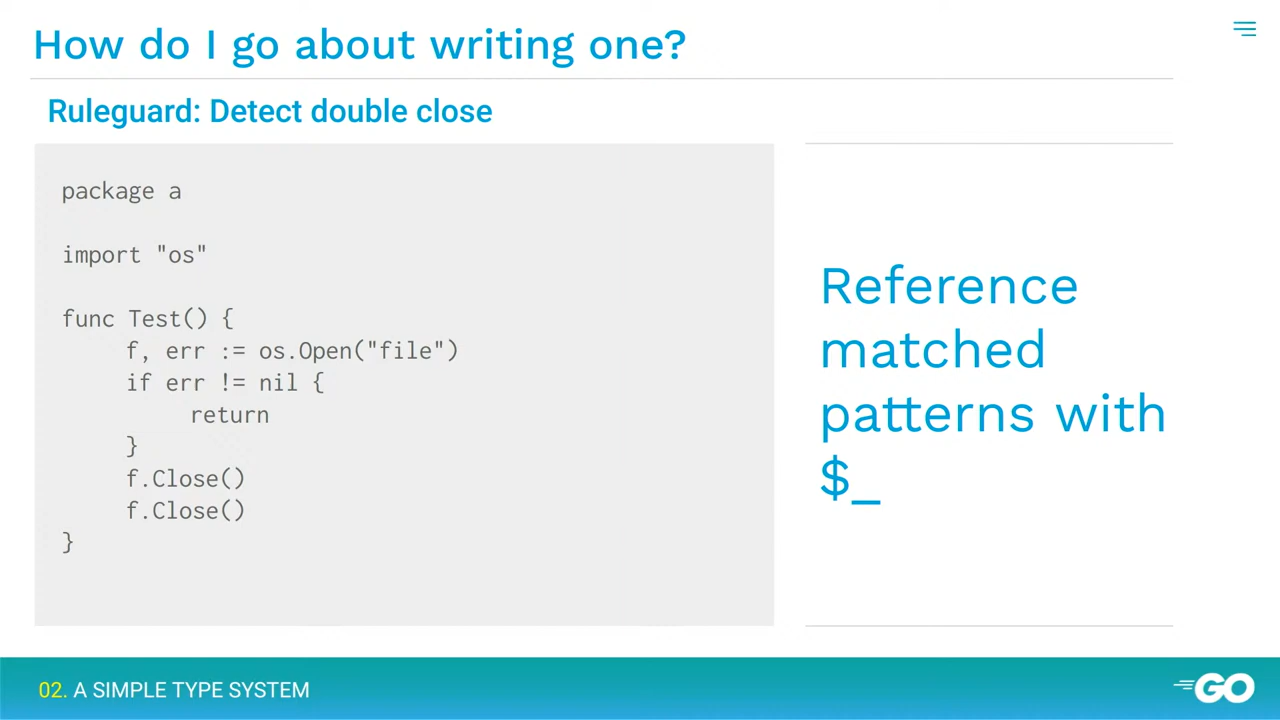 How do I go about writing one?
Ruleguard: Detect double close
package a
import "os"
func Test() {
f, err := os.Open("file")
if err != nil {
return
}
f.Close()
f.Close()
}
Reference
matched
patterns with
$_
02. A SIMPLE TYPE SYSTEM
GO